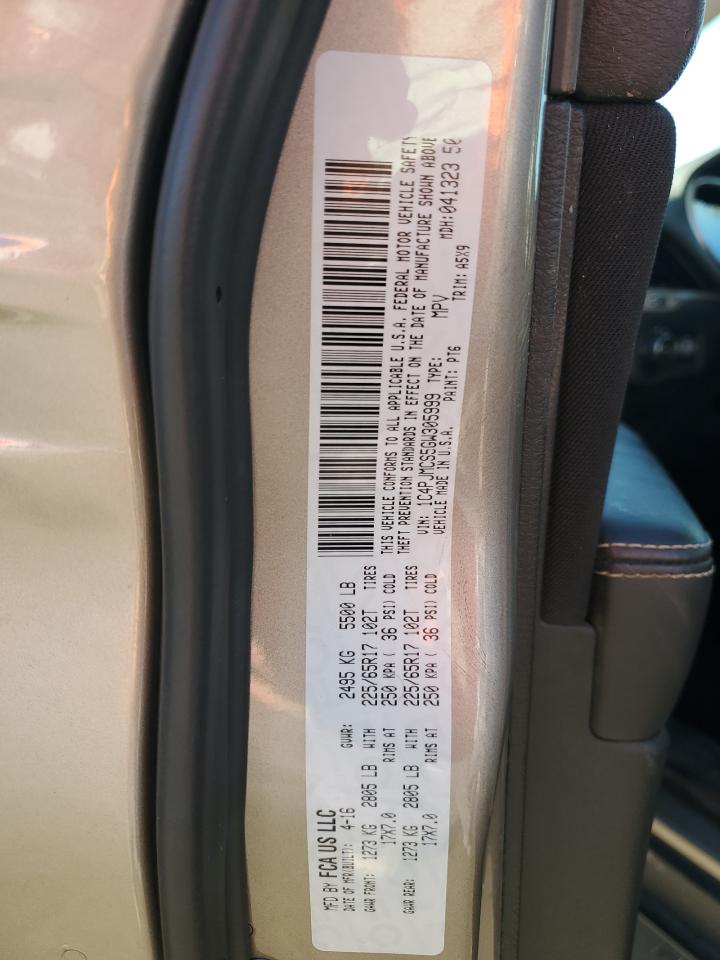 MFD BY FCA US LLC
DATE OF MFR(BUILT): 4-16 GVWR: 2495 KG 5500 LB
GAWR FRONT: 1273 KG 2805 LB WITH 225/65R17 102T TIRES
17X7.0 RIMS AT 250 KPA ( 36 PSI) COLD
GAWR REAR: 1273 KG 2805 LB WITH 225/65R17 102T TIRES
17X7.0 RIMS AT 250 KPA ( 36 PSI) COLD
THIS VEHICLE CONFORMS TO ALL APPLICABLE U.S.A. FEDERAL MOTOR VEHICLE SAFETY
THEFT PREVENTION STANDARDS IN EFFECT ON THE DATE OF MANUFACTURE SHOWN ABOVE
VIN: 1C4PJMCS5GW305999 TYPE: MPV MDH:041323 50
VEHICLE MADE IN U.S.A. PAINT: PTG TRIM: A5X9